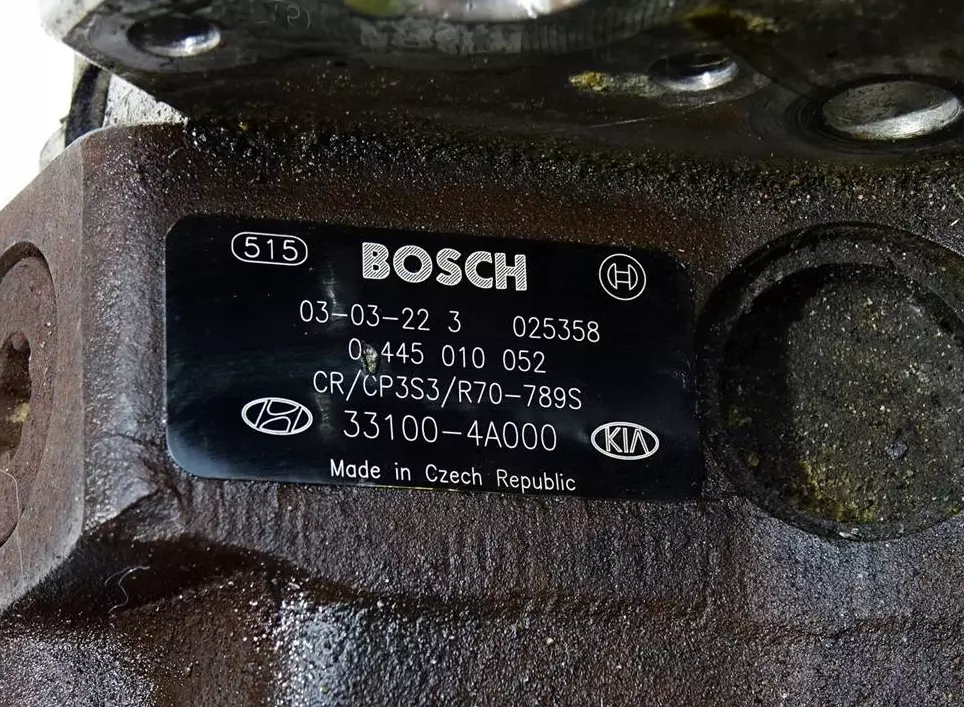 515 BOSCH H
03-03-22 3 025358
0 445 010 052
CR/CP3S3/R70-789S
33100-4A000 KIA
Made in Czech Republic